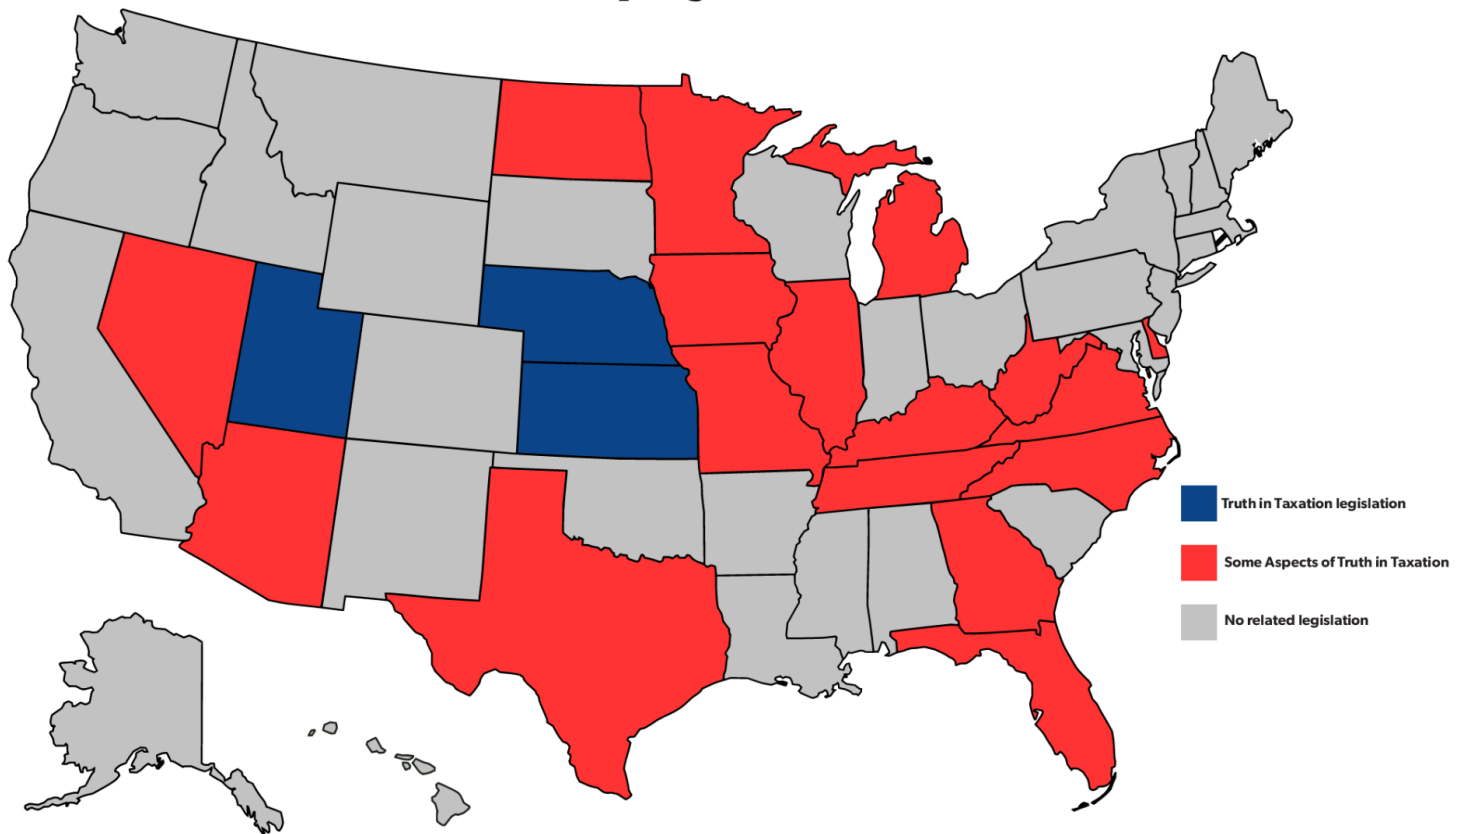 Truth in Taxation legislation
Some Aspects of Truth in Taxation
No related legislation